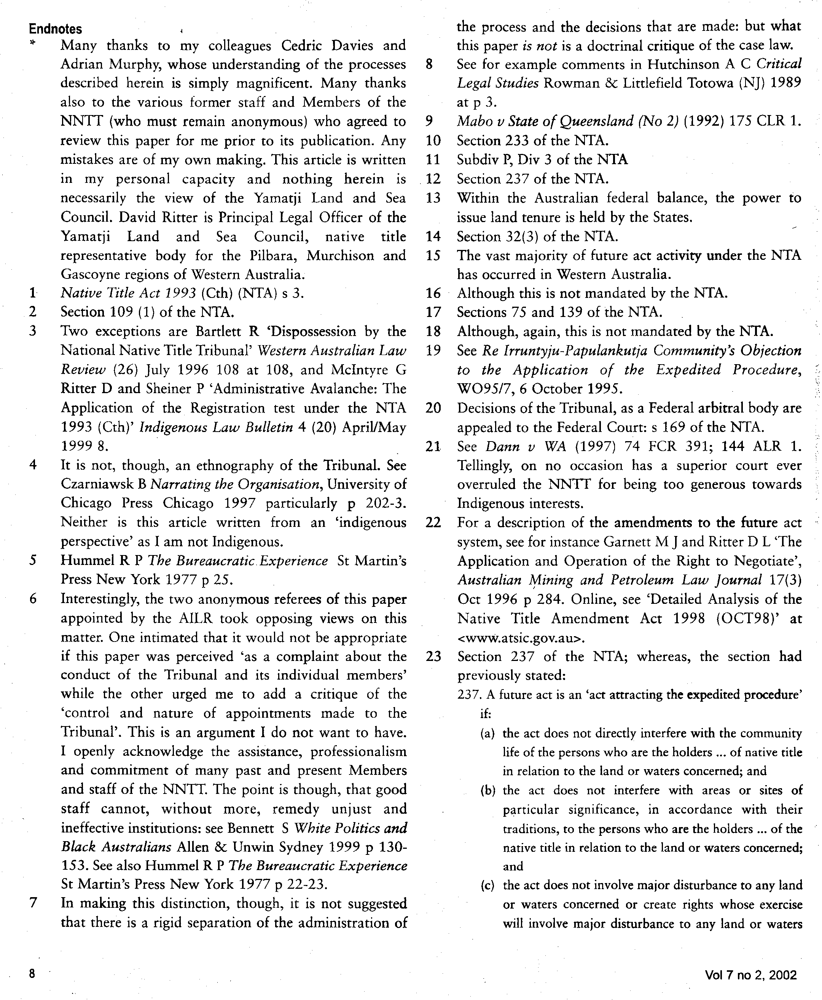 Endnotes
* Many thanks to my colleagues Cedric Davies and
Adrian Murphy, whose understanding of the processes
described herein is simply magnificent. Many thanks
also to the various former staff and Members of the
NNTT (who must remain anonymous) who agreed to
review this paper for me prior to its publication. Any
mistakes are of my own making. This article is written
in my personal capacity and nothing herein is
necessarily the view of the Yamatji Land and Sea
Council. David Ritter is Principal Legal Officer of the
Yamatji Land and Sea Council, native title
representative body for the Pilbara, Murchison and
Gascoyne regions of Western Australia.
1 Native Title Act 1993 (Cth) (NTA) s 3.
2 Section 109 (1) of the NTA.
3 Two exceptions are Bartlett R ‘Dispossession by the
National Native Title Tribunal’ Western Australian Law
Review (26) July 1996 108 at 108, and McIntyre G
Ritter D and Sheiner P ‘Administrative Avalanche: The
Application of the Registration test under the NTA
1993 (Cth)’ Indigenous Law Bulletin 4 (20) April/May
1999 8.
4 It is not, though, an ethnography of the Tribunal. See
Czarniawsk B Narrating the Organisation, University of
Chicago Press Chicago 1997 particularly p 202-3.
Neither is this article written from an ‘indigenous
perspective’ as I am not Indigenous.
5 Hummel R P The Bureaucratic Experience St Martin’s
Press New York 1977 p 25.
6 Interestingly, the two anonymous referees of this paper
appointed by the AILR took opposing views on this
matter. One intimated that it would not be appropriate
if this paper was perceived ‘as a complaint about the
conduct of the Tribunal and its individual members’
while the other urged me to add a critique of the
‘control and nature of appointments made to the
Tribunal’. This is an argument I do not want to have.
I openly acknowledge the assistance, professionalism
and commitment of many past and present Members
and staff of the NNTT. The point is though, that good
staff cannot, without more, remedy unjust and
ineffective institutions: see Bennett S White Politics and
Black Australians Allen & Unwin Sydney 1999 p 130-
153. See also Hummel R P The Bureaucratic Experience
St Martin’s Press New York 1977 p 22-23.
7 In making this distinction, though, it is not suggested
that there is a rigid separation of the administration of
the process and the decisions that are made: but what
this paper is not is a doctrinal critique of the case law.
8 See for example comments in Hutchinson A C Critical
Legal Studies Rowman & Littlefield Totowa (NJ) 1989
at p 3.
9 Mabo v State of Queensland (No 2) (1992) 175 CLR 1.
10 Section 233 of the NTA.
11 Subdiv P, Div 3 of the NTA
12 Section 237 of the NTA.
13 Within the Australian federal balance, the power to
issue land tenure is held by the States.
14 Section 32(3) of the NTA.
15 The vast majority of future act activity under the NTA
has occurred in Western Australia.
16 Although this is not mandated by the NTA.
17 Sections 75 and 139 of the NTA.
18 Although, again, this is not mandated by the NTA.
19 See Re Irruntyju-Papulankutja Community’s Objection
to the Application of the Expedited Procedure,
WO95/7, 6 October 1995.
20 Decisions of the Tribunal, as a Federal arbitral body are
appealed to the Federal Court: s 169 of the NTA.
21 See Dann v WA (1997) 74 FCR 391; 144 ALR 1.
Tellingly, on no occasion has a superior court ever
overruled the NNTT for being too generous towards
Indigenous interests.
22 For a description of the amendments to the future act
system, see for instance Garnett M J and Ritter D L ‘The
Application and Operation of the Right to Negotiate’,
Australian Mining and Petroleum Law Journal 17(3)
Oct 1996 p 284. Online, see ‘Detailed Analysis of the
Native Title Amendment Act 1998 (OCT98)’ at
<www.atsic.gov.au>.
23 Section 237 of the NTA; whereas, the section had
previously stated:
237. A future act is an ‘act attracting the expedited procedure’
if:
(a) the act does not directly interfere with the community
life of the persons who are the holders ... of native title
in relation to the land or waters concerned; and
(b) the act does not interfere with areas or sites of
particular significance, in accordance with their
traditions, to the persons who are the holders ... of the
native title in relation to the land or waters concerned;
and
(c) the act does not involve major disturbance to any land
or waters concerned or create rights whose exercise
will involve major disturbance to any land or waters
8
Vol 7 no 2, 2002